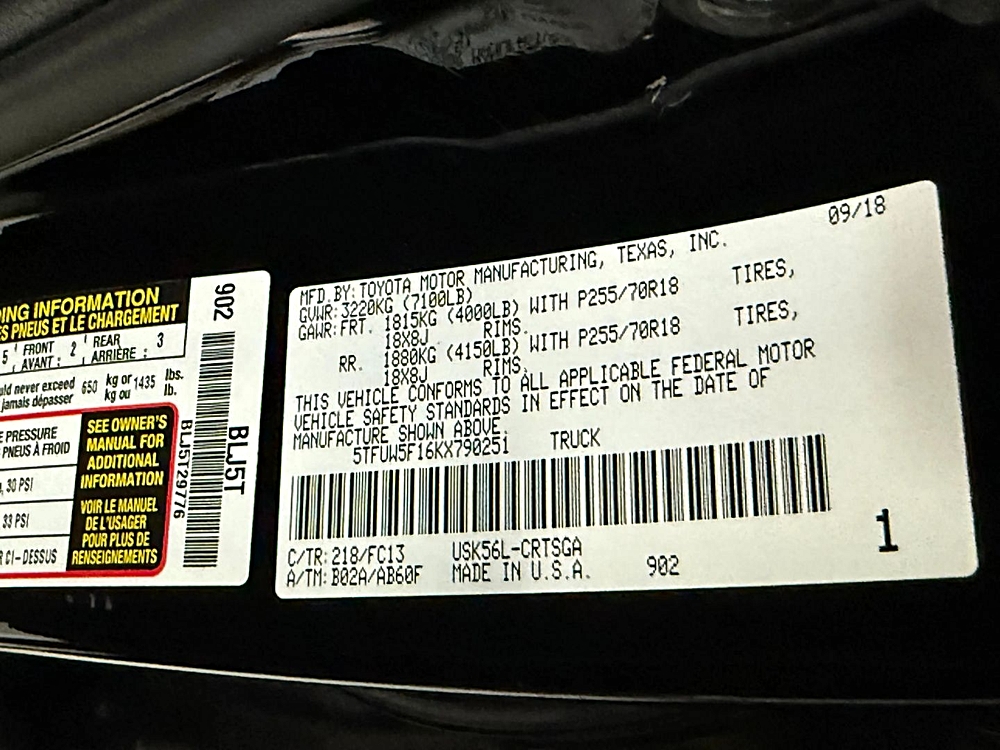 DING INFORMATION
ES PNEUS ET LE CHARGEMENT
5 FRONT AVANT : 2 REAR ARRIÈRE : 3
uld never exceed 650 kg or 1435 lbs.
jamais dépasser kg ou lb.
E PRESSURE
PNEUS À FROID
30 PSI
33 PSI
CI-DESSUS
SEE OWNER'S
MANUAL FOR
ADDITIONAL
INFORMATION
VOIR LE MANUEL
DE L'USAGER
POUR PLUS DE
RENSEIGNEMENTS
902
BLJ5T29776
BLJ5T
09/18
MFD.BY:TOYOTA MOTOR MANUFACTURING, TEXAS, INC.
GVWR:3220KG (7100LB)
GAWR:FRT. 1815KG (4000LB) WITH P255/70R18 TIRES,
18X8J RIMS.
RR. 1880KG (4150LB) WITH P255/70R18 TIRES,
18X8J RIMS.
THIS VEHICLE CONFORMS TO ALL APPLICABLE FEDERAL MOTOR
VEHICLE SAFETY STANDARDS IN EFFECT ON THE DATE OF
MANUFACTURE SHOWN ABOVE.
5TFUW5F16KX790251 TRUCK
C/TR:218/FC13 USK56L-CRTSGA
A/TM:B02A/AB60F MADE IN U.S.A. 902
1